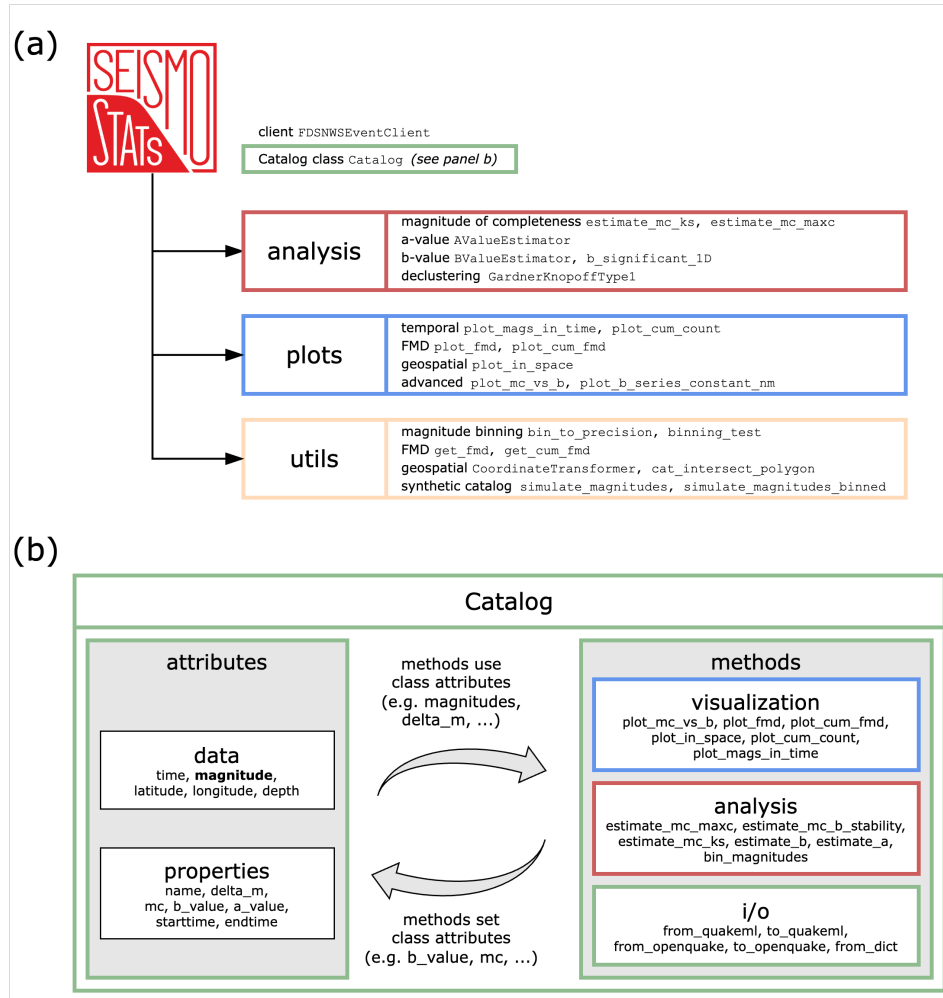 (a)
SEISMO
STATS
client FDSNWSEventClient
Catalog class Catalog (see panel b)
analysis
magnitude of completeness estimate_mc_ks, estimate_mc_maxc
a-value AValueEstimator
b-value BValueEstimator, b_significant_1D
declustering GardnerKnopoffType1
plots
temporal plot_mags_in_time, plot_cum_count
FMD plot_fmd, plot_cum_fmd
geospatial plot_in_space
advanced plot_mc_vs_b, plot_b_series_constant_nm
utils
magnitude binning bin_to_precision, binning_test
FMD get_fmd, get_cum_fmd
geospatial CoordinateTransformer, cat_intersect_polygon
synthetic catalog simulate_magnitudes, simulate_magnitudes_binned
(b)
Catalog
attributes
data
time, magnitude,
latitude, longitude, depth
properties
name, delta_m,
mc, b_value, a_value,
starttime, endtime
methods use
class attributes
(e.g. magnitudes,
delta_m, ...)
methods set
class attributes
(e.g. b_value, mc, ...)
methods
visualization
plot_mc_vs_b, plot_fmd, plot_cum_fmd,
plot_in_space, plot_cum_count,
plot_mags_in_time
analysis
estimate_mc_maxc, estimate_mc_b_stability,
estimate_mc_ks, estimate_b, estimate_a,
bin_magnitudes
i/o
from_quakeml, to_quakeml,
from_openquake, to_openquake, from_dict